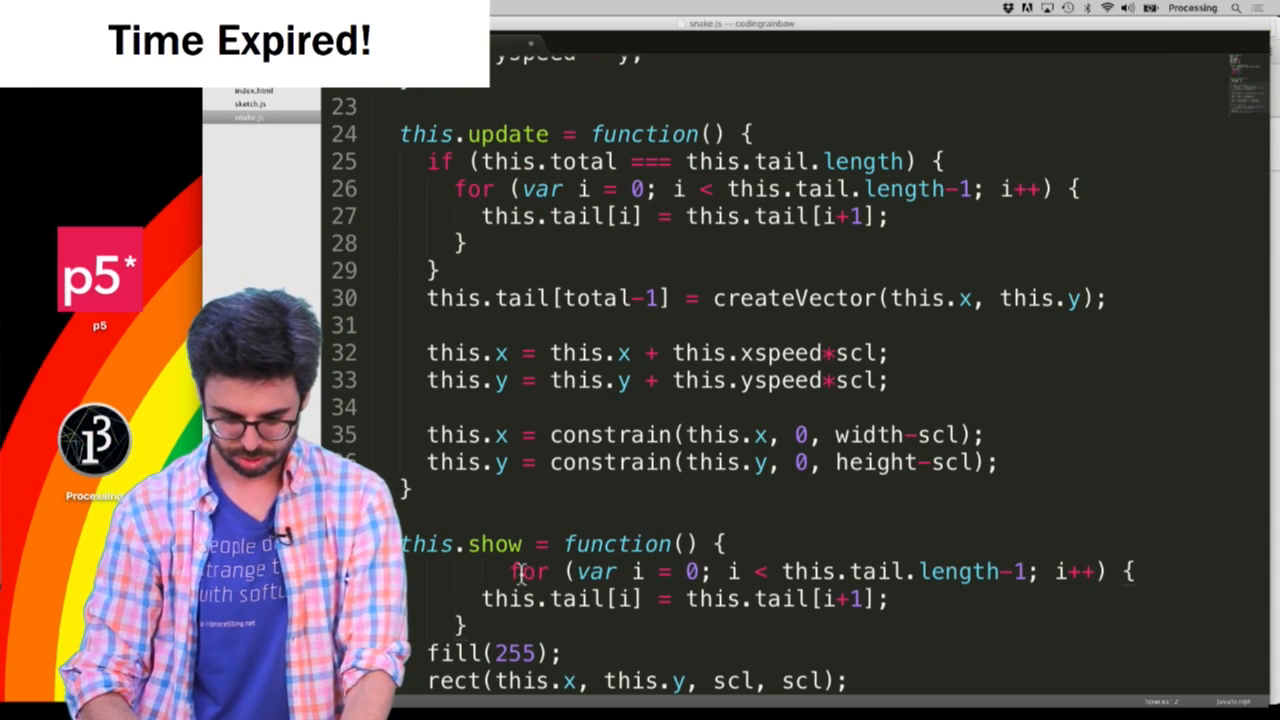 Time Expired!
Processing
snake.js — codingrainbow
index.html
sketch.js
snake.js
yspeed = y;
23
24 this.update = function() {
25 if (this.total === this.tail.length) {
26 for (var i = 0; i < this.tail.length-1; i++) {
27 this.tail[i] = this.tail[i+1];
28 }
29 }
30 this.tail[total-1] = createVector(this.x, this.y);
31
32 this.x = this.x + this.xspeed*scl;
33 this.y = this.y + this.yspeed*scl;
34
35 this.x = constrain(this.x, 0, width-scl);
this.y = constrain(this.y, 0, height-scl);
}
this.show = function() {
for (var i = 0; i < this.tail.length-1; i++) {
this.tail[i] = this.tail[i+1];
}
fill(255);
rect(this.x, this.y, scl, scl);
p5*
p5
Processing
people d
strange t
with softw
Spaces: 2
JavaScript